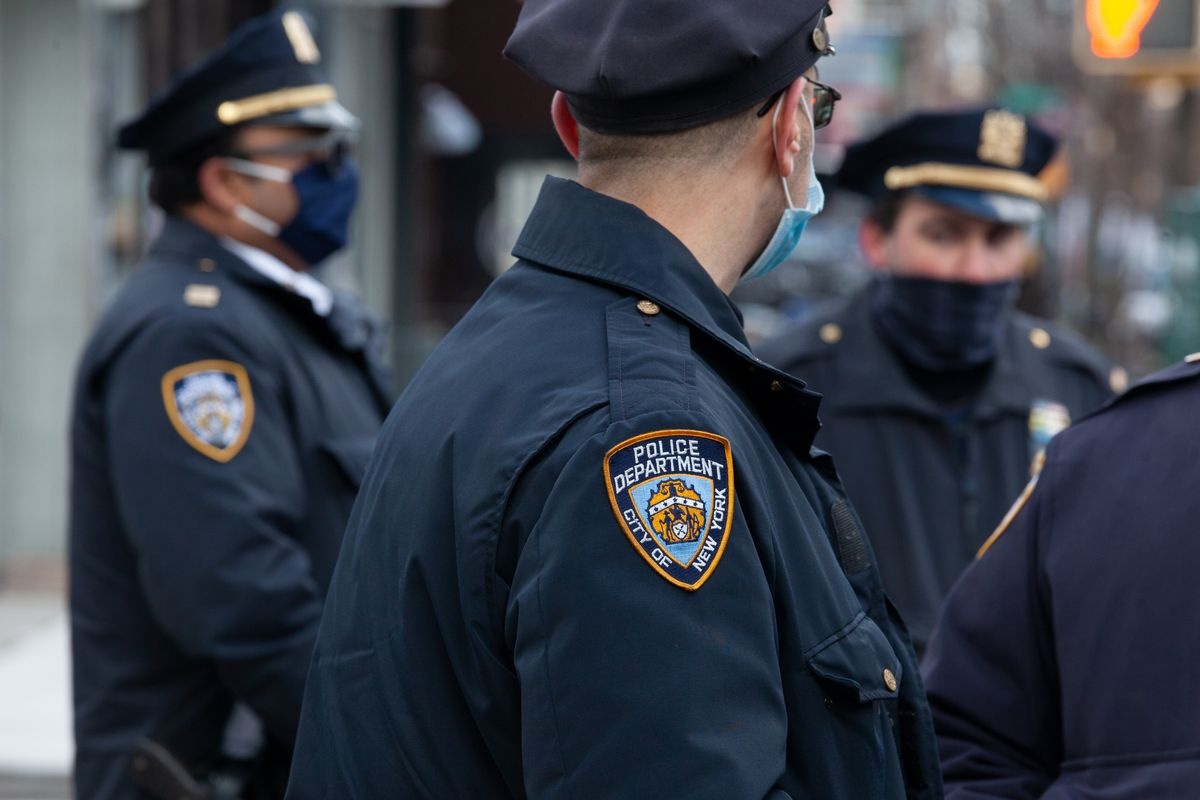 POLICE
DEPARTMENT
CITY OF
NEW YORK